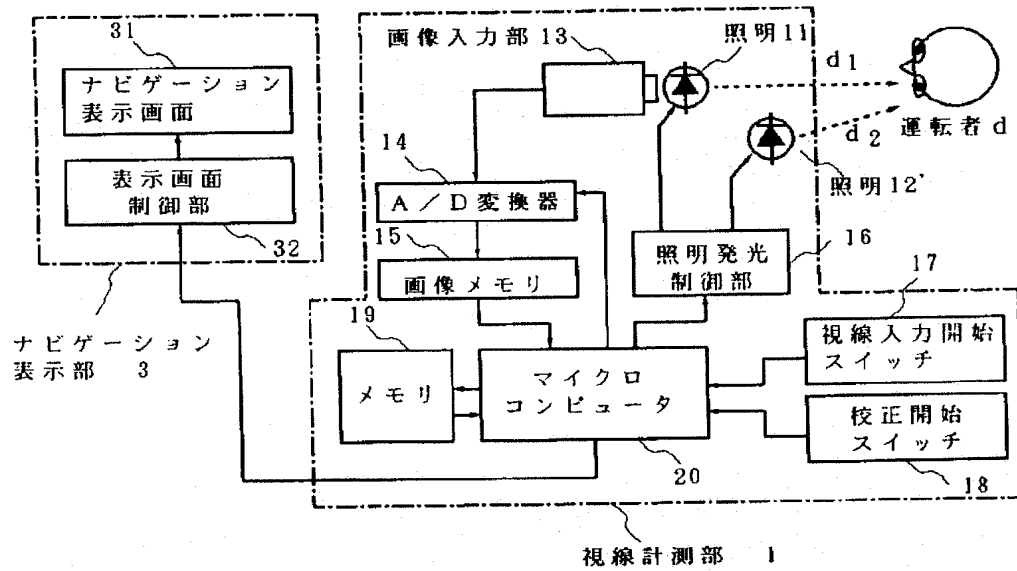 31
ナビゲーション
表示画面
表示画面
制御部
32
ナビゲーション
表示部 3
画像入力部 13
照明11
d1
d2
運転者d
照明12'
14
A/D変換器
15
画像メモリ
16
照明発光
制御部
17
視線入力開始
スイッチ
19
メモリ
マイクロ
コンピュータ
20
校正開始
スイッチ
18
視線計測部 1